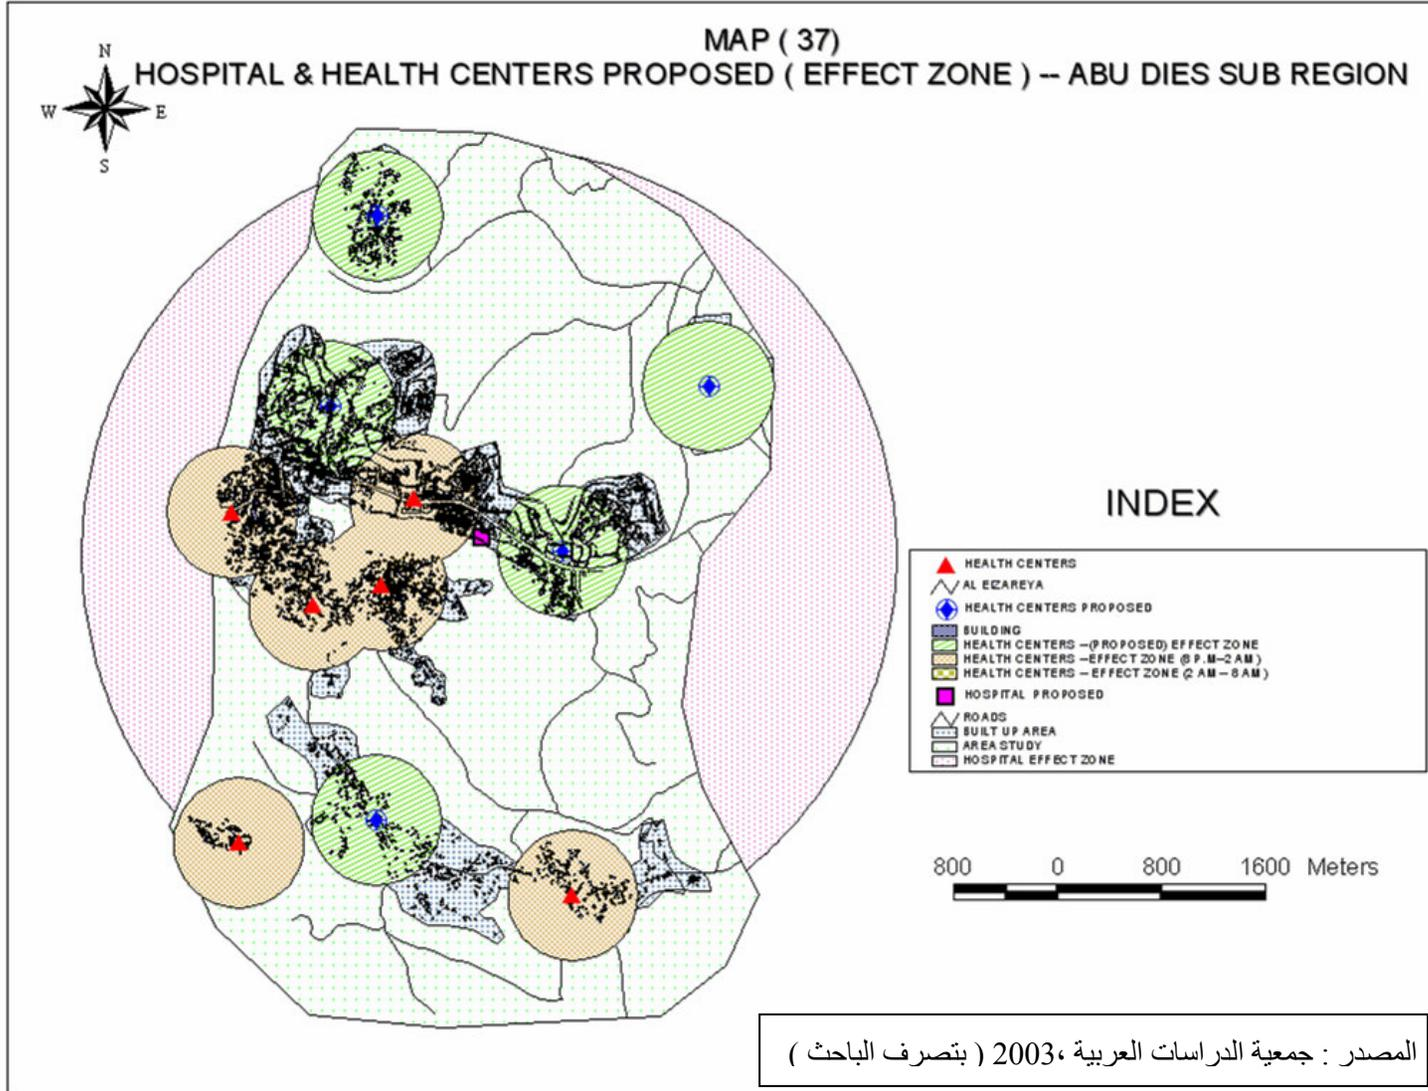 MAP ( 37)
HOSPITAL & HEALTH CENTERS PROPOSED ( EFFECT ZONE ) -- ABU DIES SUB REGION
N
W E
S
INDEX
HEALTH CENTERS
AL EIZAREYA
HEALTH CENTERS PROPOSED
BUILDING
HEALTH CENTERS --(PROPOSED) EFFECT ZONE
HEALTH CENTERS --EFFECT ZONE (8 P.M--2 AM)
HEALTH CENTERS -- EFFECT ZONE (2 AM -- 8 AM)
HOSPITAL PROPOSED
ROADS
BUILT UP AREA
AREA STUDY
HOSPITAL EFFECT ZONE
800 0 800 1600 Meters
المصدر : جمعية الدراسات العربية ،2003 ( بتصرف الباحث )